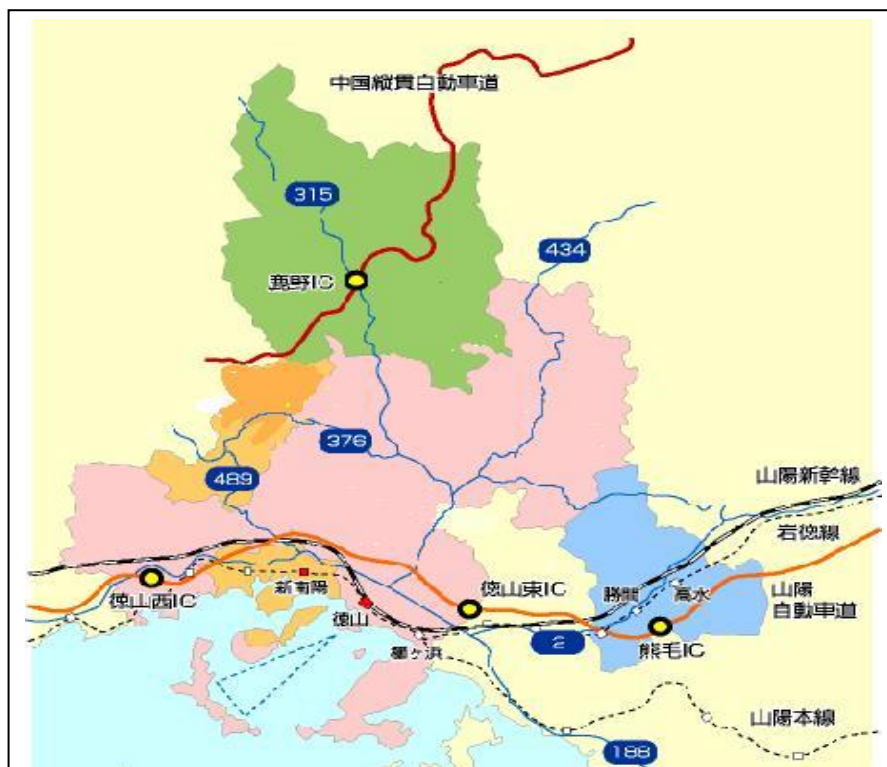 中国縦貫自動車道
315
434
鹿野IC
376
489
山陽新幹線
岩徳線
徳山西IC
新南陽
徳山
徳山東IC
勝間
高水
山陽
自動車道
櫛ヶ浜
2
熊毛IC
山陽本線
188